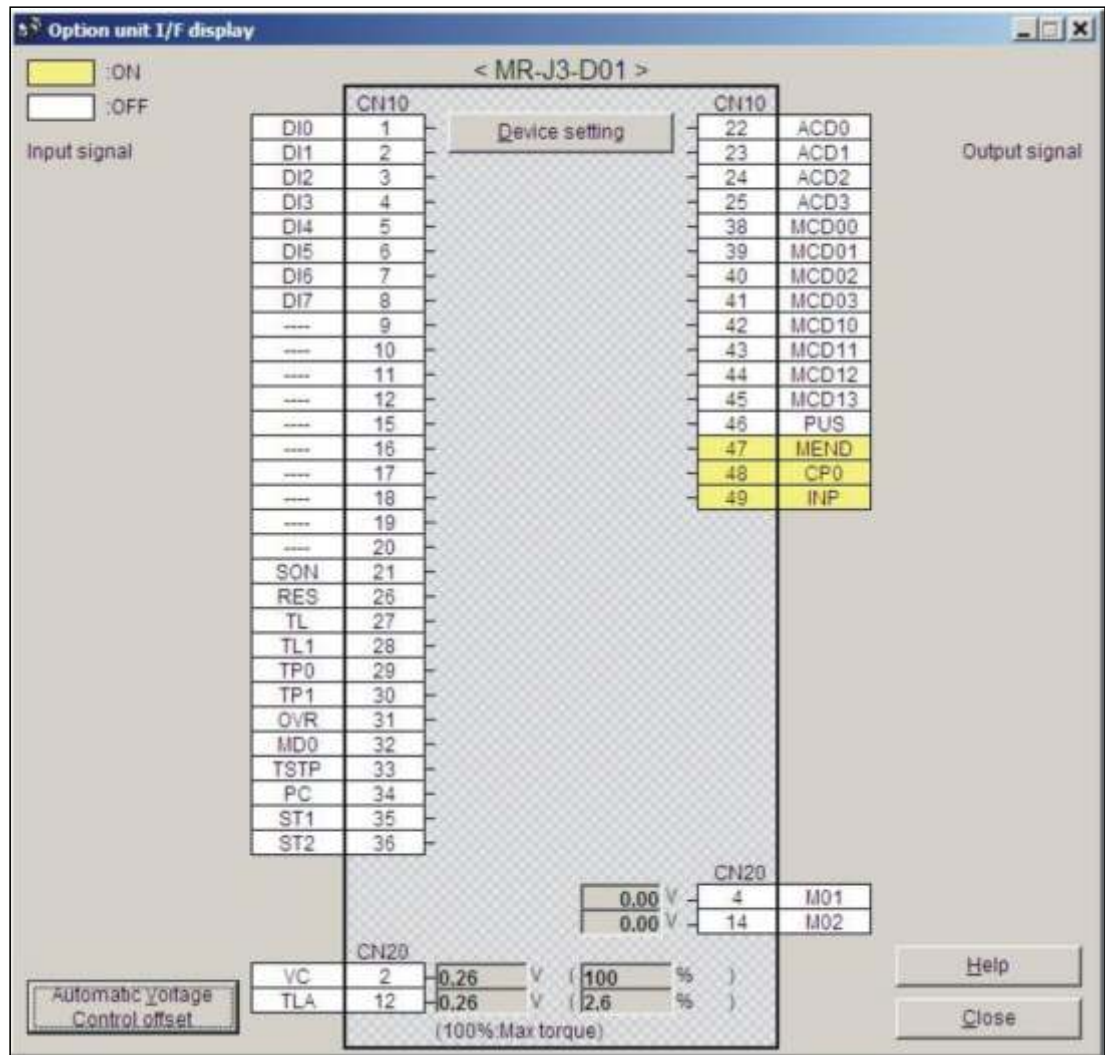 Option unit I/F display
:ON
< MR-J3-D01 >
:OFF
CN10 CN10
Device setting
Input signal Output signal
DI0 1 22 ACD0
DI1 2 23 ACD1
DI2 3 24 ACD2
DI3 4 25 ACD3
DI4 5 38 MCD00
DI5 6 39 MCD01
DI6 7 40 MCD02
DI7 8 41 MCD03
---- 9 42 MCD10
---- 10 43 MCD11
---- 11 44 MCD12
---- 12 45 MCD13
---- 15 46 PUS
---- 16 47 MEND
---- 17 48 CP0
---- 18 49 INP
---- 19
---- 20
SON 21
RES 26
TL 27
TL1 28
TP0 29
TP1 30
OVR 31
MD0 32
TSTP 33
PC 34
ST1 35
ST2 36
CN20
0.00 V 4 M01
0.00 V 14 M02
CN20
VC 2 0.26 V ( 100 % )
TLA 12 0.26 V ( 2.6 % )
(100%:Max torque)
Automatic Voltage
Control offset
Help
Close